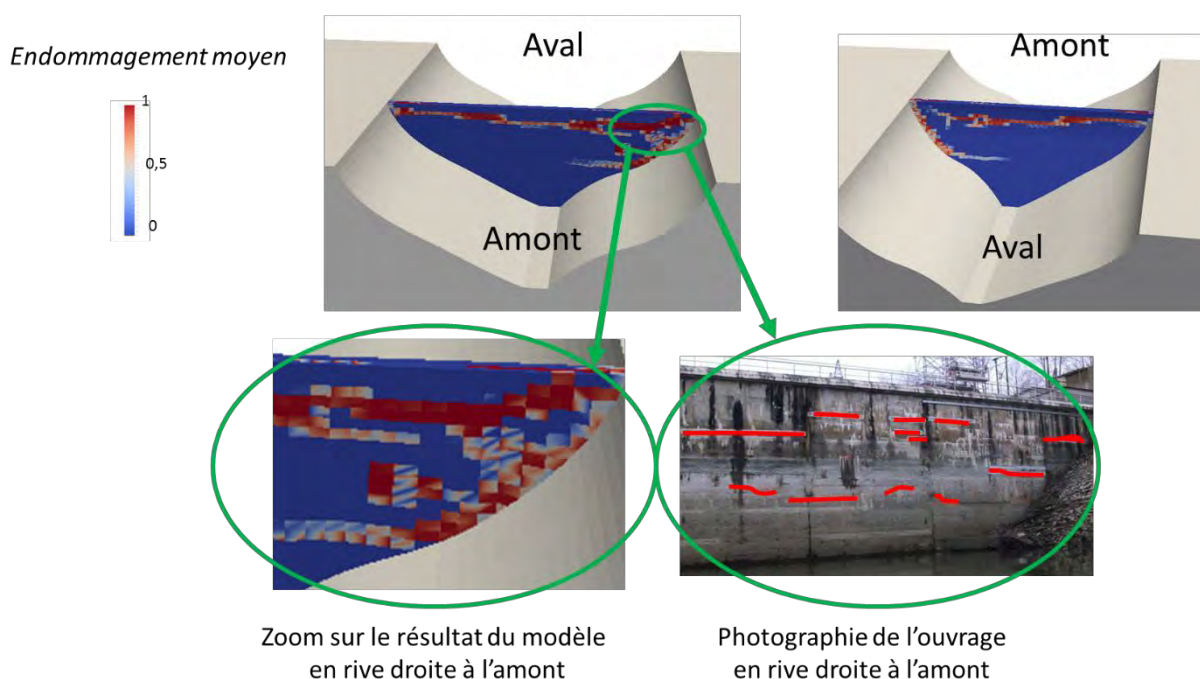 Endommagement moyen
1
0,5
0
Aval
Amont
Amont
Aval
Zoom sur le résultat du modèle
en rive droite à l'amont
Photographie de l'ouvrage
en rive droite à l'amont